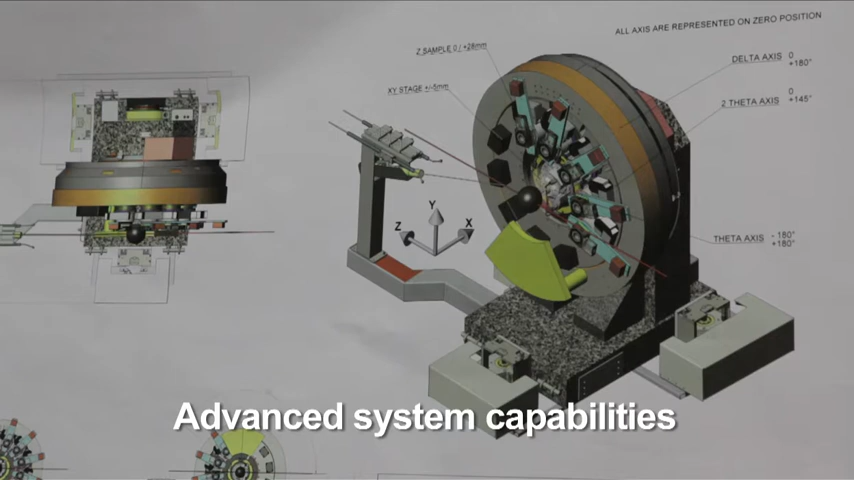 ALL AXIS ARE REPRESENTED ON ZERO POSITION
Z SAMPLE 0 / +28mm
DELTA AXIS 0 +180°
XY STAGE +/-5mm
2 THETA AXIS 0 +145°
Y
Z
X
THETA AXIS -180° +180°
Advanced system capabilities